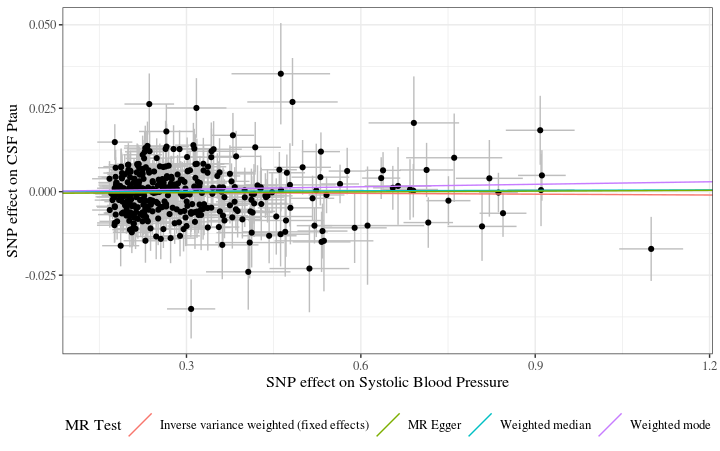 0.050
0.025
0.000
-0.025
SNP effect on CSF Ptau
0.3 0.6 0.9 1.2
SNP effect on Systolic Blood Pressure
MR Test Inverse variance weighted (fixed effects) MR Egger Weighted median Weighted mode